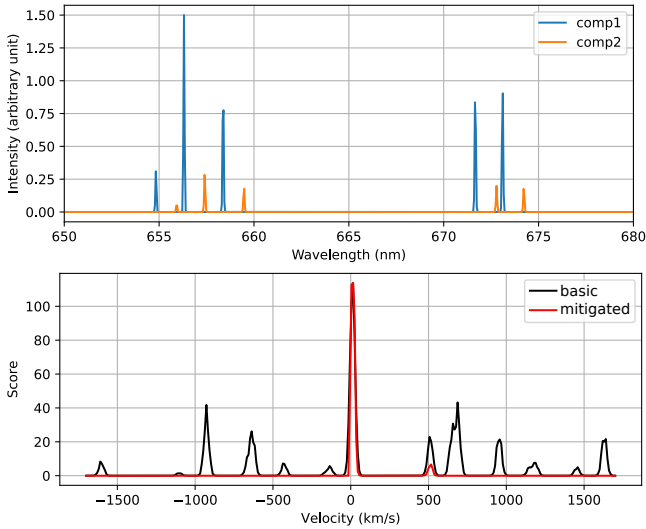 1.50
1.25
1.00
0.75
0.50
0.25
0.00
Intensity (arbitrary unit)
comp1
comp2
650 655 660 665 670 675 680
Wavelength (nm)
100
80
60
40
20
0
Score
basic
mitigated
−1500 −1000 −500 0 500 1000 1500
Velocity (km/s)